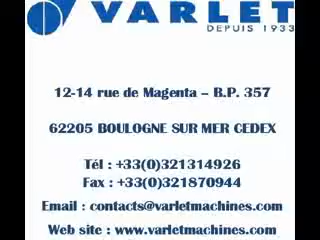 VARLET
DEPUIS 1933
12-14 rue de Magenta – B.P. 357
62205 BOULOGNE SUR MER CEDEX
Tél : +33(0)321314926
Fax : +33(0)321870944
Email : contacts@varletmachines.com
Web site : www.varletmachines.com